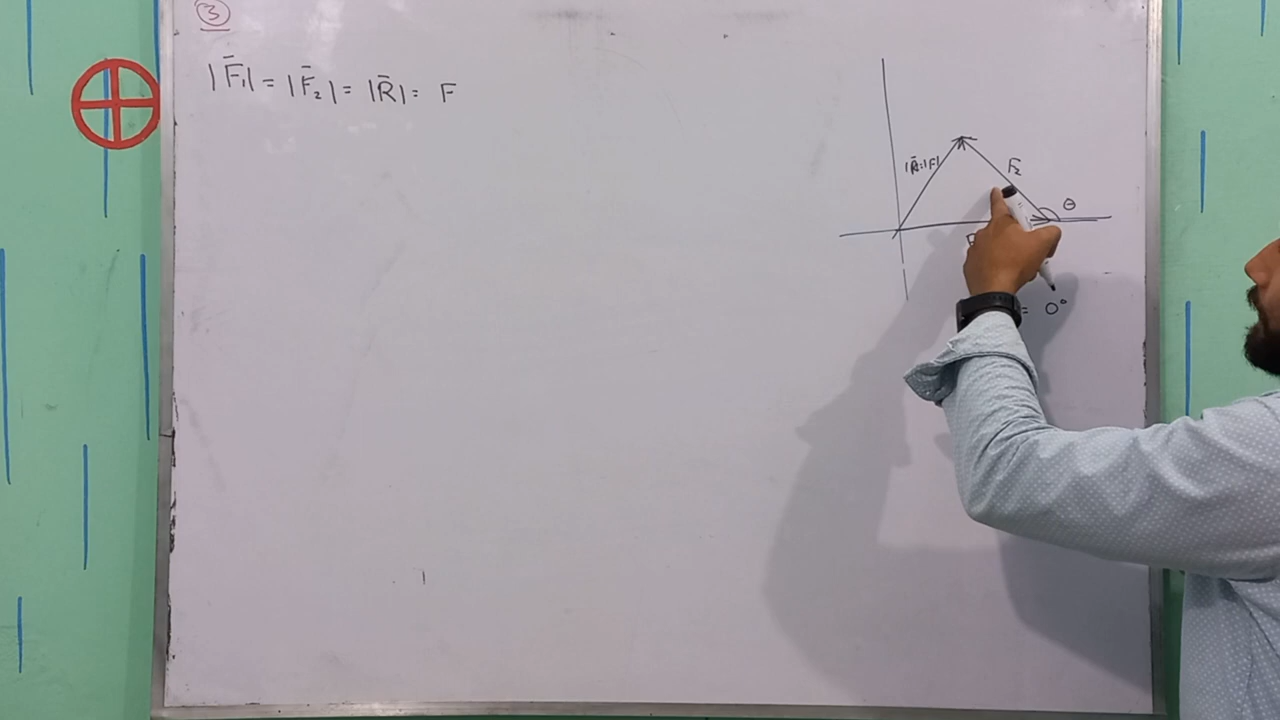 ③
|F̄₁| = |F̄₂| = |R̄| = F
|R̄|=|F|
F₂
θ
= 0°